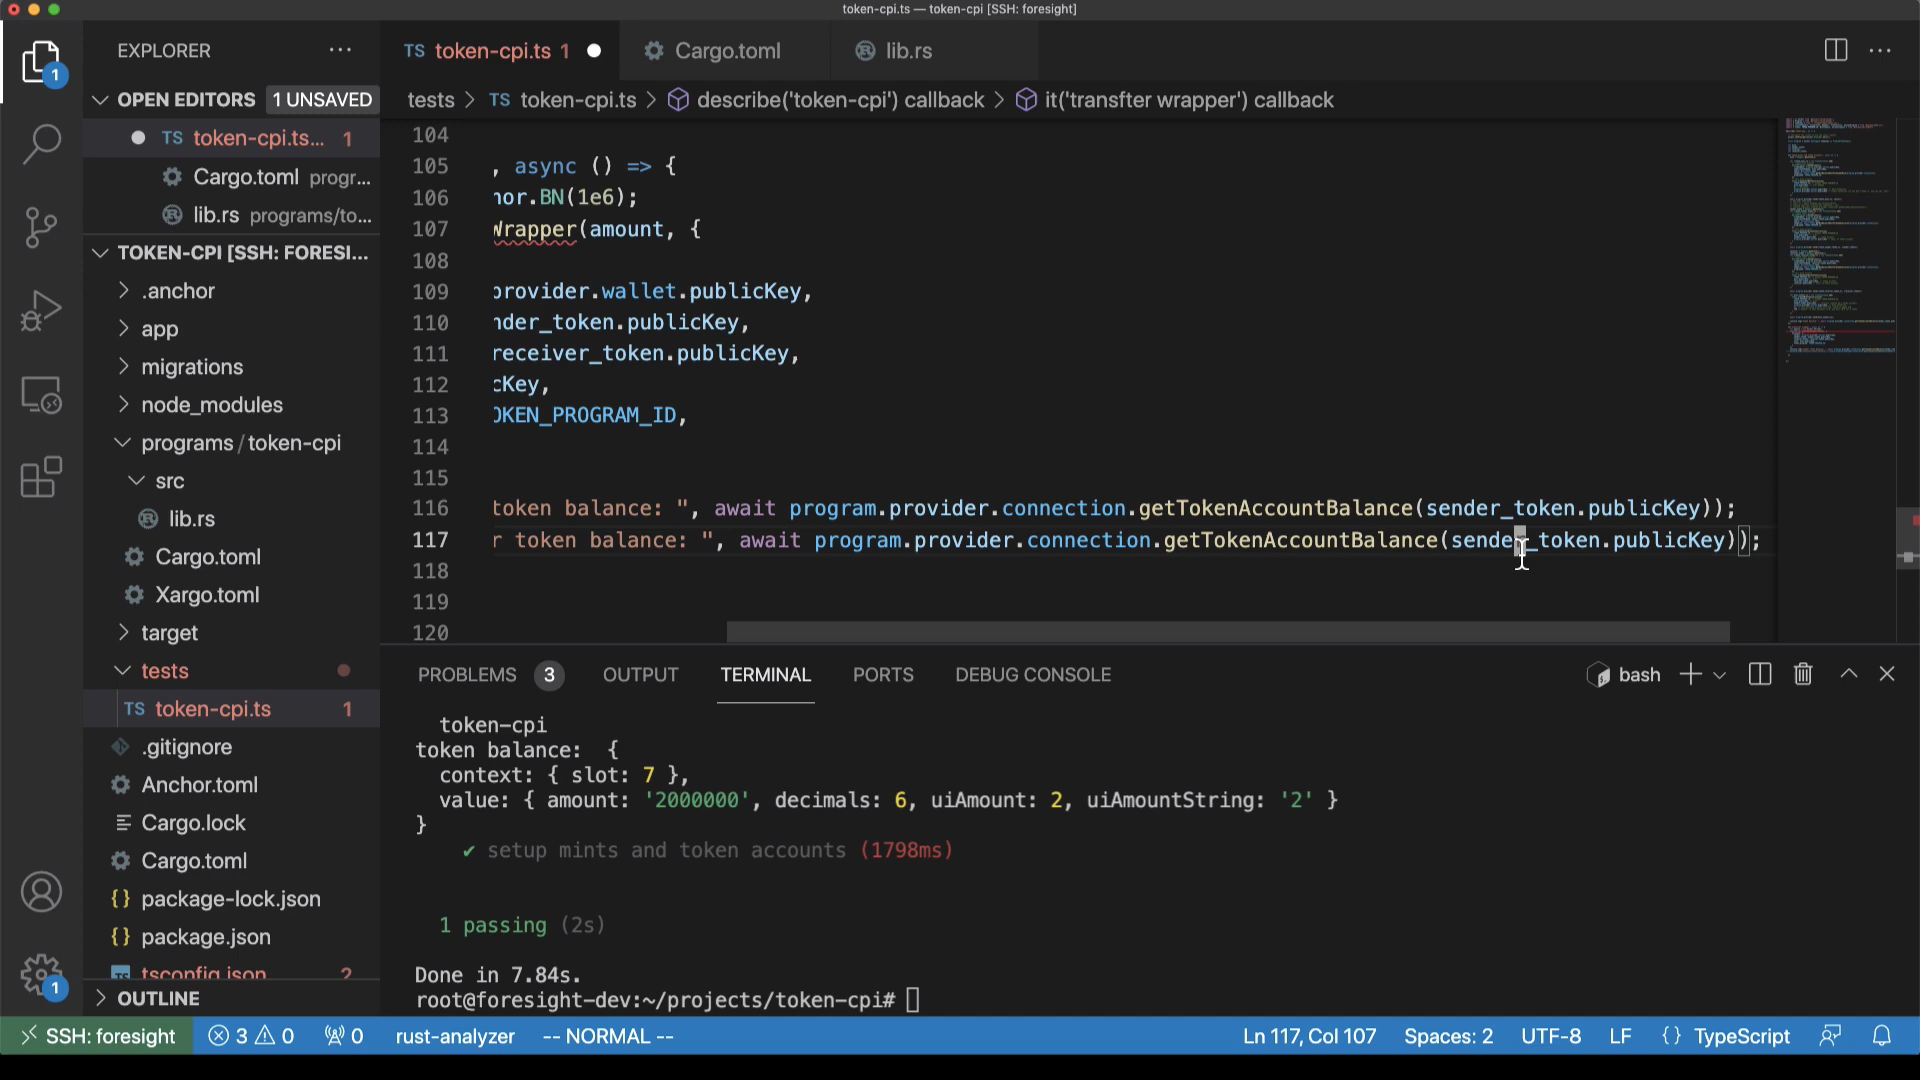 token-cpi.ts — token-cpi [SSH: foresight]
EXPLORER
TS token-cpi.ts 1
Cargo.toml
lib.rs
OPEN EDITORS 1 UNSAVED
tests > TS token-cpi.ts > describe('token-cpi') callback > it('transfter wrapper') callback
TS token-cpi.ts... 1
Cargo.toml progr...
lib.rs programs/to...
TOKEN-CPI [SSH: FORESI...
.anchor
app
migrations
node_modules
programs / token-cpi
src
lib.rs
Cargo.toml
Xargo.toml
target
tests
TS token-cpi.ts 1
.gitignore
Anchor.toml
Cargo.lock
Cargo.toml
{} package-lock.json
{} package.json
TS tsconfig.json 2
OUTLINE
104
105 , async () => {
106 nor.BN(1e6);
107 Wrapper(amount, {
108
109 provider.wallet.publicKey,
110 nder_token.publicKey,
111 receiver_token.publicKey,
112 cKey,
113 OKEN_PROGRAM_ID,
114
115
116 token balance: ", await program.provider.connection.getTokenAccountBalance(sender_token.publicKey));
117 r token balance: ", await program.provider.connection.getTokenAccountBalance(sender_token.publicKey));
118
119
120
PROBLEMS 3 OUTPUT TERMINAL PORTS DEBUG CONSOLE
bash
token-cpi
token balance:  {
context: { slot: 7 },
value: { amount: '2000000', decimals: 6, uiAmount: 2, uiAmountString: '2' }
}
✔ setup mints and token accounts (1798ms)
1 passing (2s)
Done in 7.84s.
root@foresight-dev:~/projects/token-cpi#
1
1
SSH: foresight 3 0 0 rust-analyzer -- NORMAL -- Ln 117, Col 107 Spaces: 2 UTF-8 LF {} TypeScript